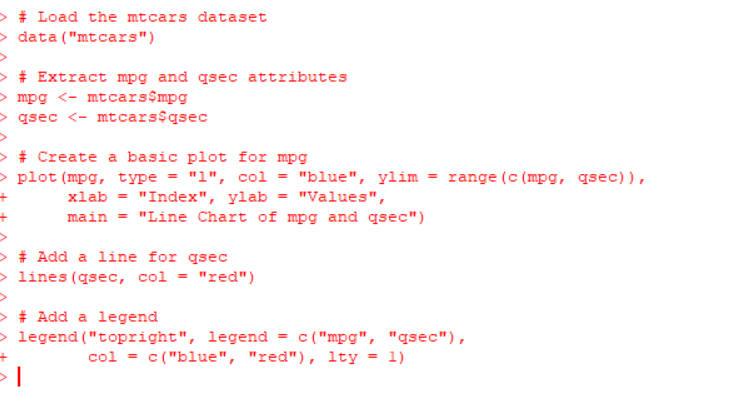 > # Load the mtcars dataset
> data("mtcars")
>
> # Extract mpg and qsec attributes
> mpg <- mtcars$mpg
> qsec <- mtcars$qsec
>
> # Create a basic plot for mpg
> plot(mpg, type = "l", col = "blue", ylim = range(c(mpg, qsec)),
+      xlab = "Index", ylab = "Values",
+      main = "Line Chart of mpg and qsec")
>
> # Add a line for qsec
> lines(qsec, col = "red")
>
> # Add a legend
> legend("topright", legend = c("mpg", "qsec"),
+        col = c("blue", "red"), lty = 1)
>